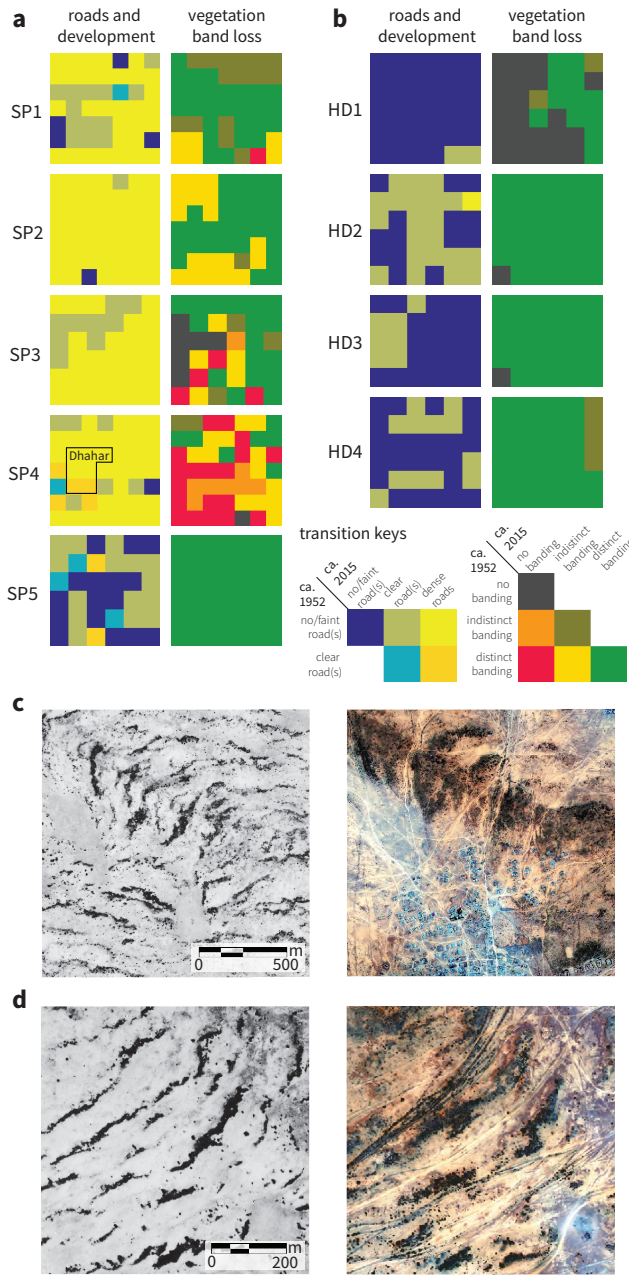 a
roads and
development
vegetation
band loss
b
roads and
development
vegetation
band loss
SP1
SP2
SP3
SP4
Dhahar
SP5
HD1
HD2
HD3
HD4
transition keys
ca.
2015
ca.
1952
no/faint
road(s)
clear
road(s)
dense
roads
no/faint
road(s)
clear
road(s)
ca.
2015
ca.
1952
no
banding
indistinct
banding
distinct
banding
no
banding
indistinct
banding
distinct
banding
c
m
0
500
d
m
0
200